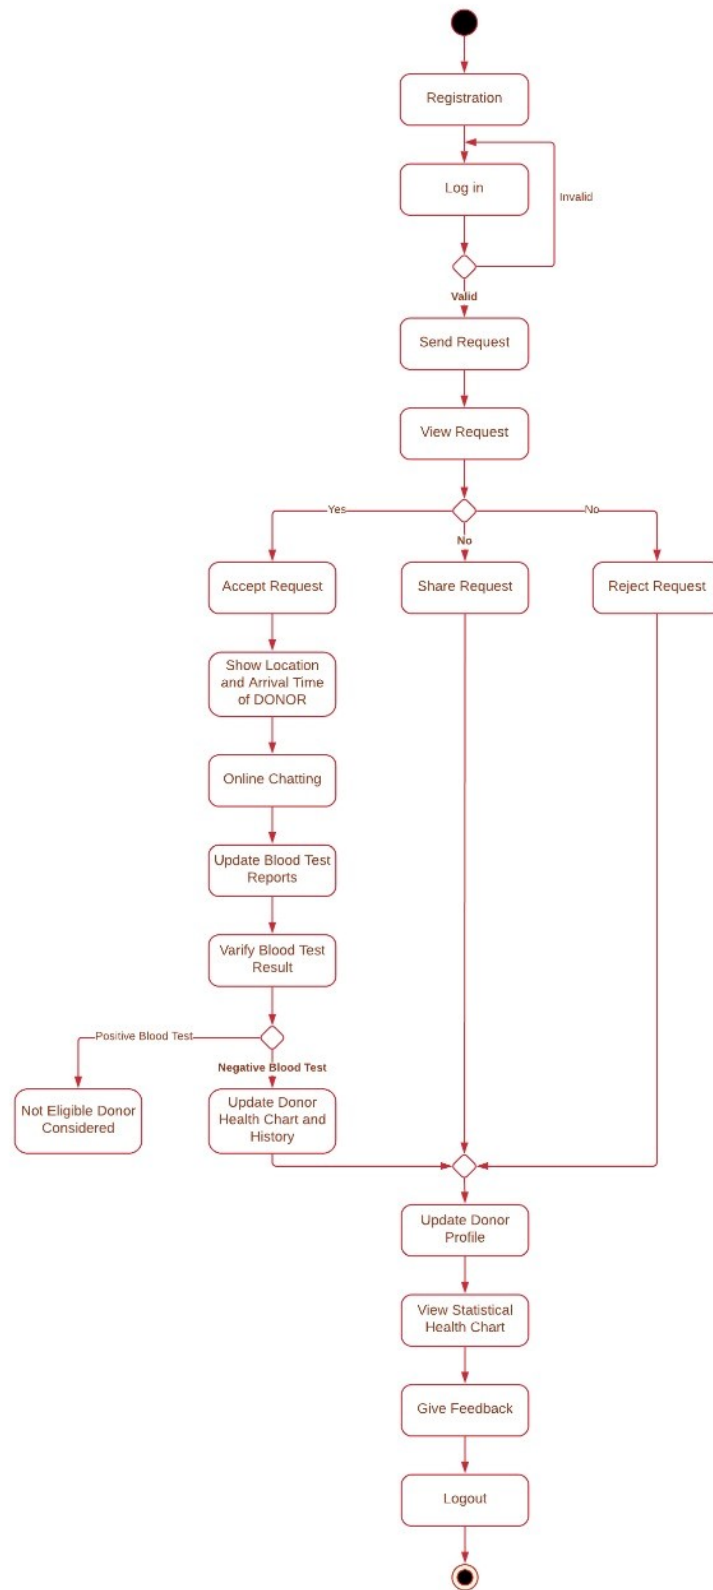 Registration
Log in
Invalid
Valid
Send Request
View Request
Yes
No
No
Accept Request
Share Request
Reject Request
Show Location
and Arrival Time
of DONOR
Online Chatting
Update Blood Test
Reports
Varify Blood Test
Result
Positive Blood Test
Negative Blood Test
Not Eligible Donor
Considered
Update Donor
Health Chart and
History
Update Donor
Profile
View Statistical
Health Chart
Give Feedback
Logout